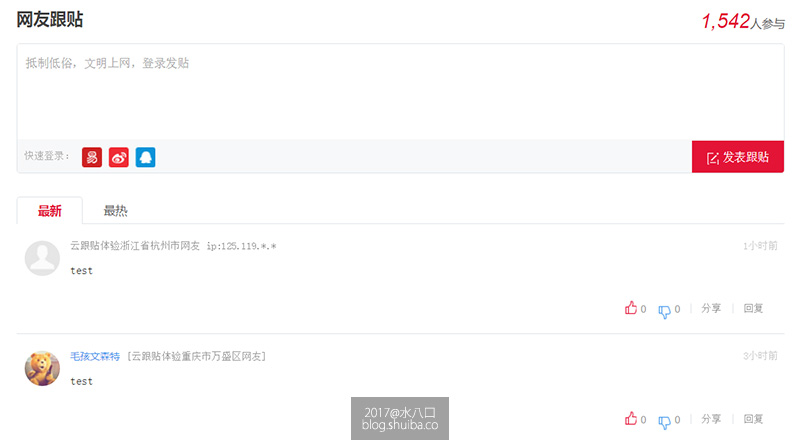 网友跟贴
1,542人参与
抵制低俗，文明上网，登录发贴
快速登录：
易
发表跟贴
最新 最热
云跟贴体验浙江省杭州市网友 ip:125.119.*.*
1小时前
test
0 0 分享 回复
毛孩文森特 [云跟贴体验重庆市万盛区网友]
3小时前
test
0 0 分享 回复
2017@水八口
blog.shuiba.co